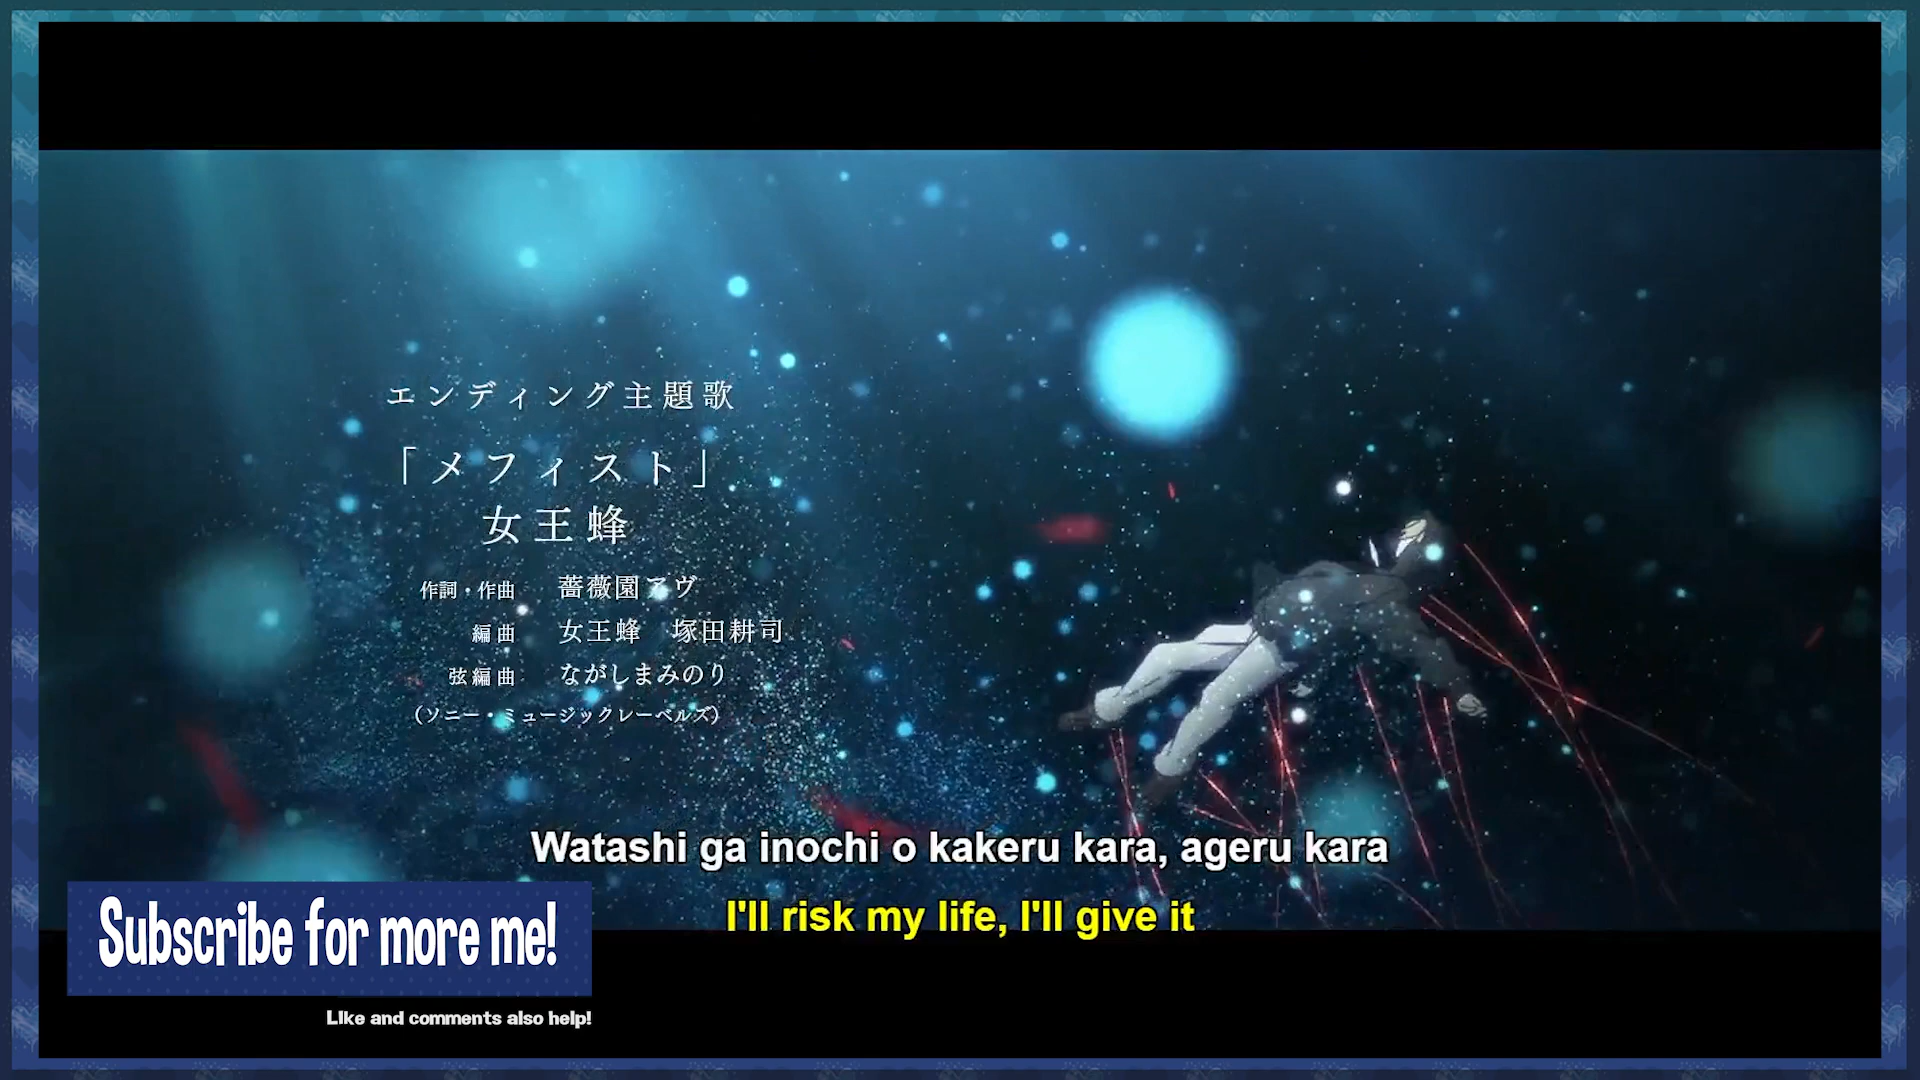 エンディング主題歌
「メフィスト」
女王蜂
作詞・作曲 薔薇園アヴ
編曲 女王蜂 塚田耕司
弦編曲 ながしまみのり
（ソニー・ミュージックレーベルズ）
Watashi ga inochi o kakeru kara, ageru kara
I'll risk my life, I'll give it
Subscribe for more me!
Like and comments also help!